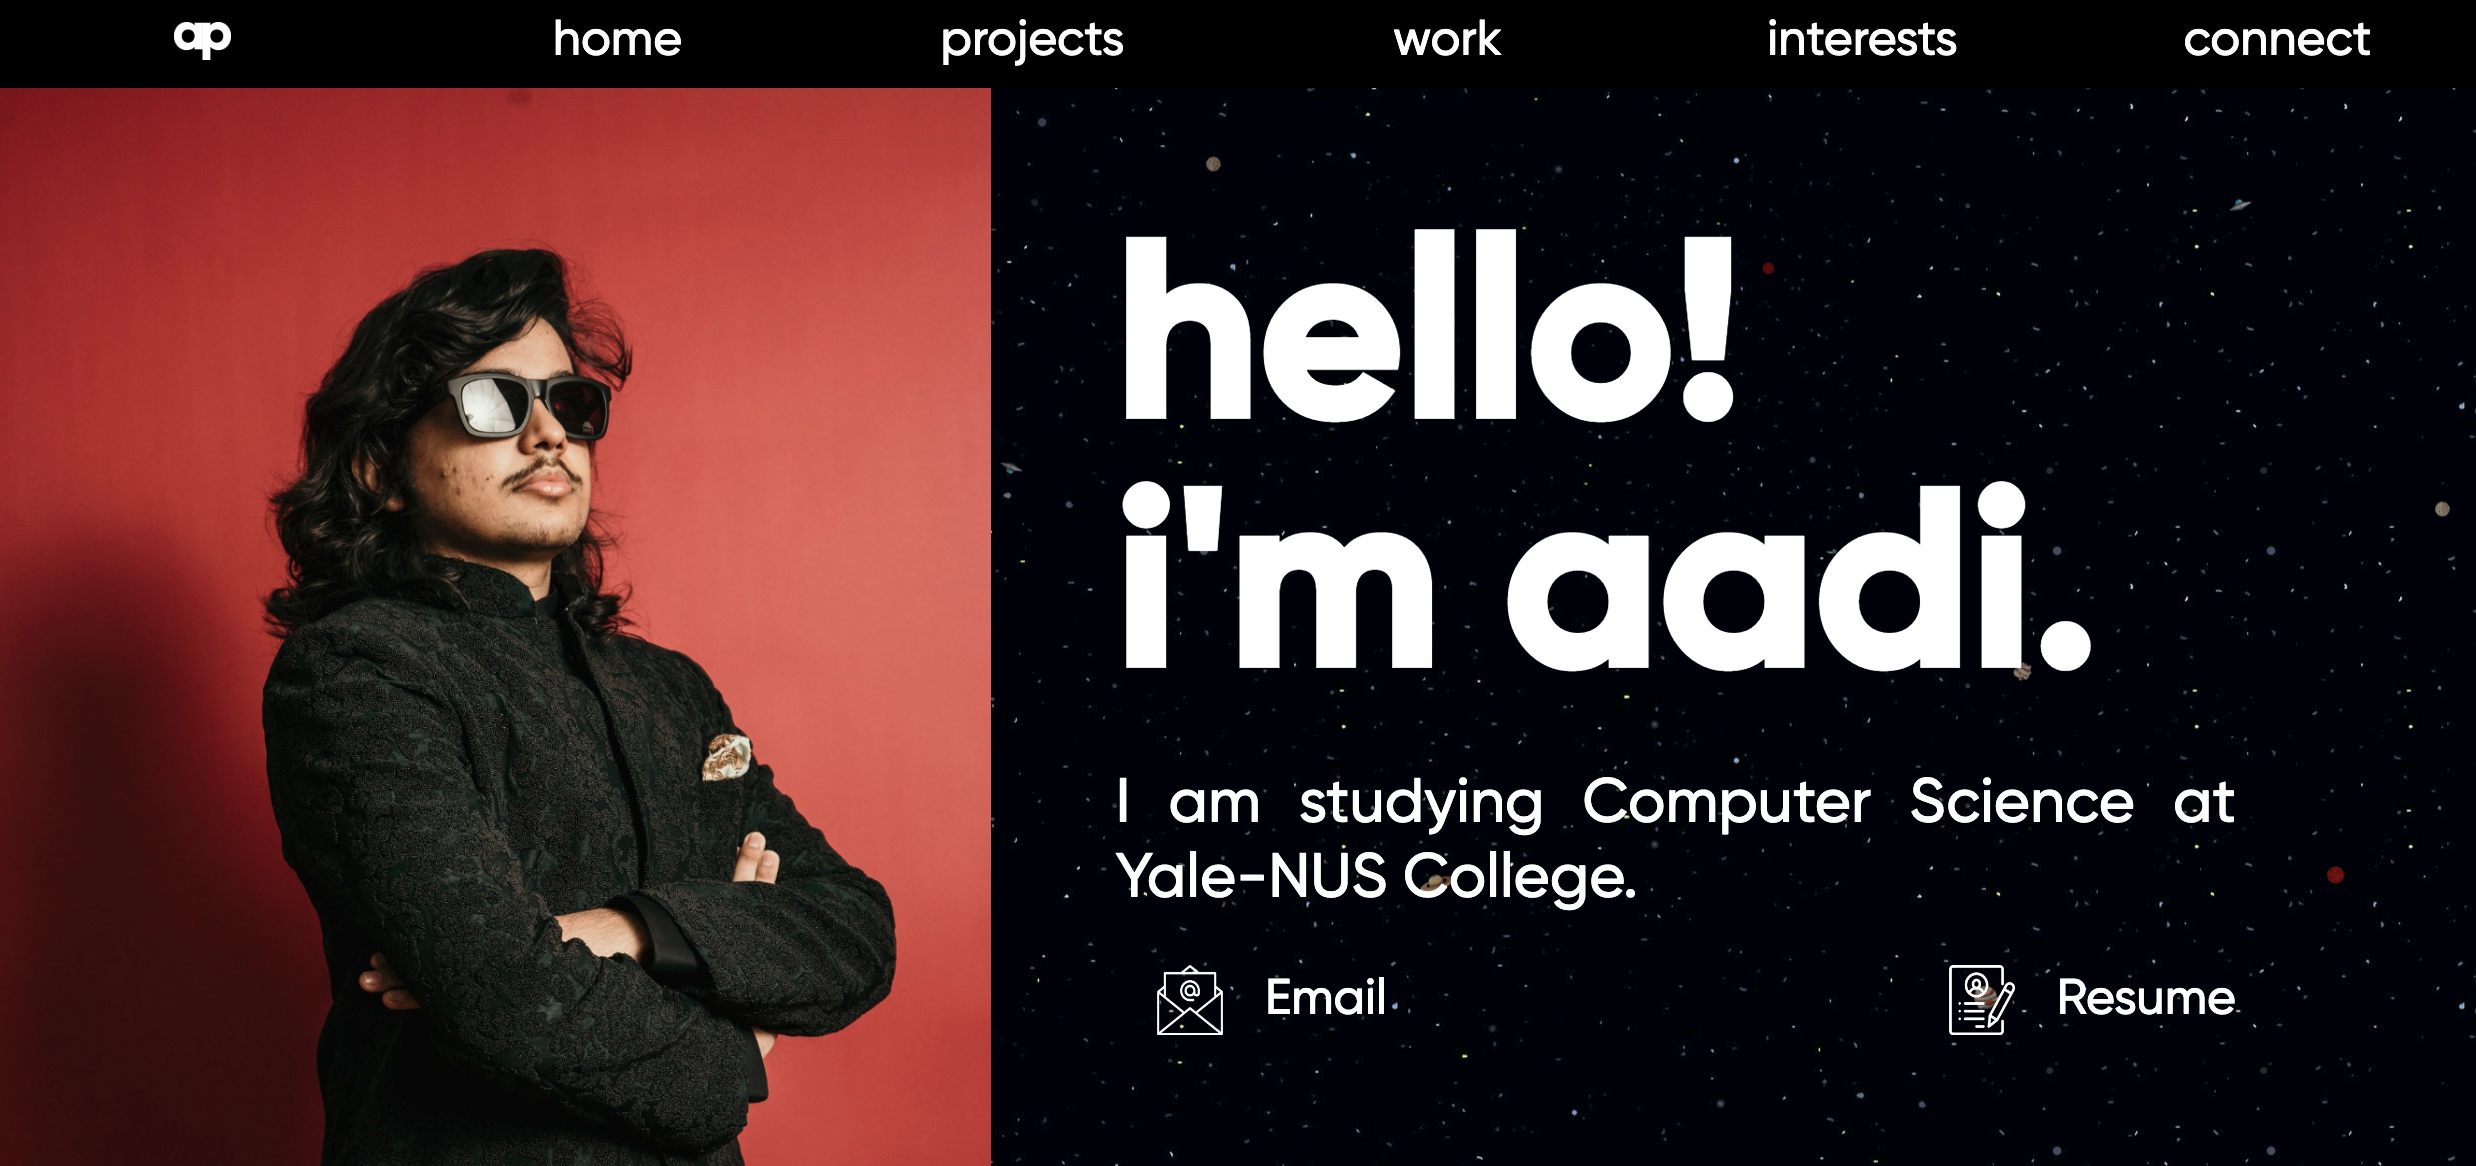 ap home projects work interests connect
hello!
i'm aadi.
I am studying Computer Science at
Yale-NUS College.
@ Email Resume